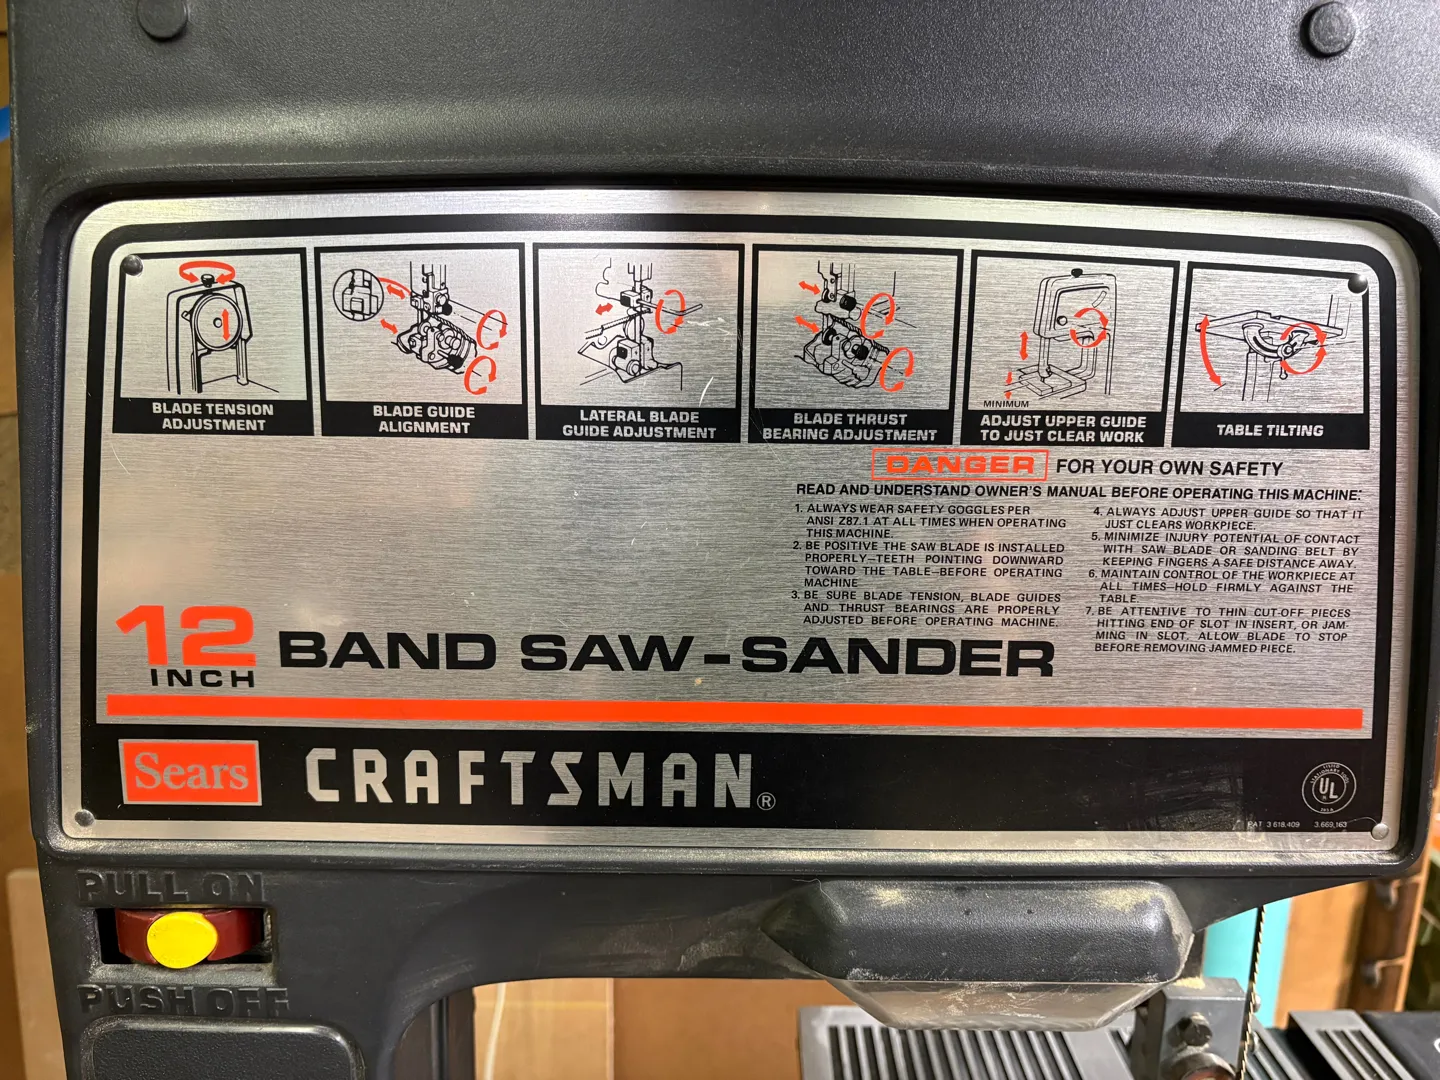 BLADE TENSION
ADJUSTMENT
BLADE GUIDE
ALIGNMENT
LATERAL BLADE
GUIDE ADJUSTMENT
BLADE THRUST
BEARING ADJUSTMENT
MINIMUM
ADJUST UPPER GUIDE
TO JUST CLEAR WORK
TABLE TILTING
DANGER FOR YOUR OWN SAFETY
READ AND UNDERSTAND OWNER'S MANUAL BEFORE OPERATING THIS MACHINE:
1. ALWAYS WEAR SAFETY GOGGLES PER
ANSI Z87.1 AT ALL TIMES WHEN OPERATING
THIS MACHINE.
2. BE POSITIVE THE SAW BLADE IS INSTALLED
PROPERLY—TEETH POINTING DOWNWARD
TOWARD THE TABLE—BEFORE OPERATING
MACHINE
3. BE SURE BLADE TENSION, BLADE GUIDES
AND THRUST BEARINGS ARE PROPERLY
ADJUSTED BEFORE OPERATING MACHINE.
4. ALWAYS ADJUST UPPER GUIDE SO THAT IT
JUST CLEARS WORKPIECE.
5. MINIMIZE INJURY POTENTIAL OF CONTACT
WITH SAW BLADE OR SANDING BELT BY
KEEPING FINGERS A SAFE DISTANCE AWAY.
6. MAINTAIN CONTROL OF THE WORKPIECE AT
ALL TIMES—HOLD FIRMLY AGAINST THE
TABLE.
7. BE ATTENTIVE TO THIN CUT-OFF PIECES
HITTING END OF SLOT IN INSERT, OR JAM-
MING IN SLOT. ALLOW BLADE TO STOP
BEFORE REMOVING JAMMED PIECE.
12
INCH
BAND SAW-SANDER
Sears
CRAFTSMAN®
LISTED
UL
PAT 3 618,409 3,669,163
PULL ON
PUSH OFF